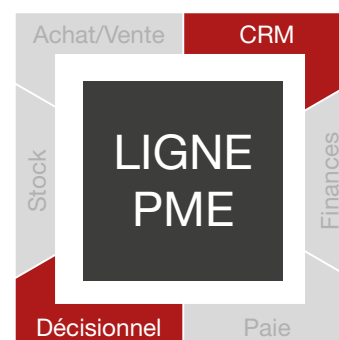 Achat/Vente
CRM
Stock
LIGNE
PME
Finances
Décisionnel
Paie